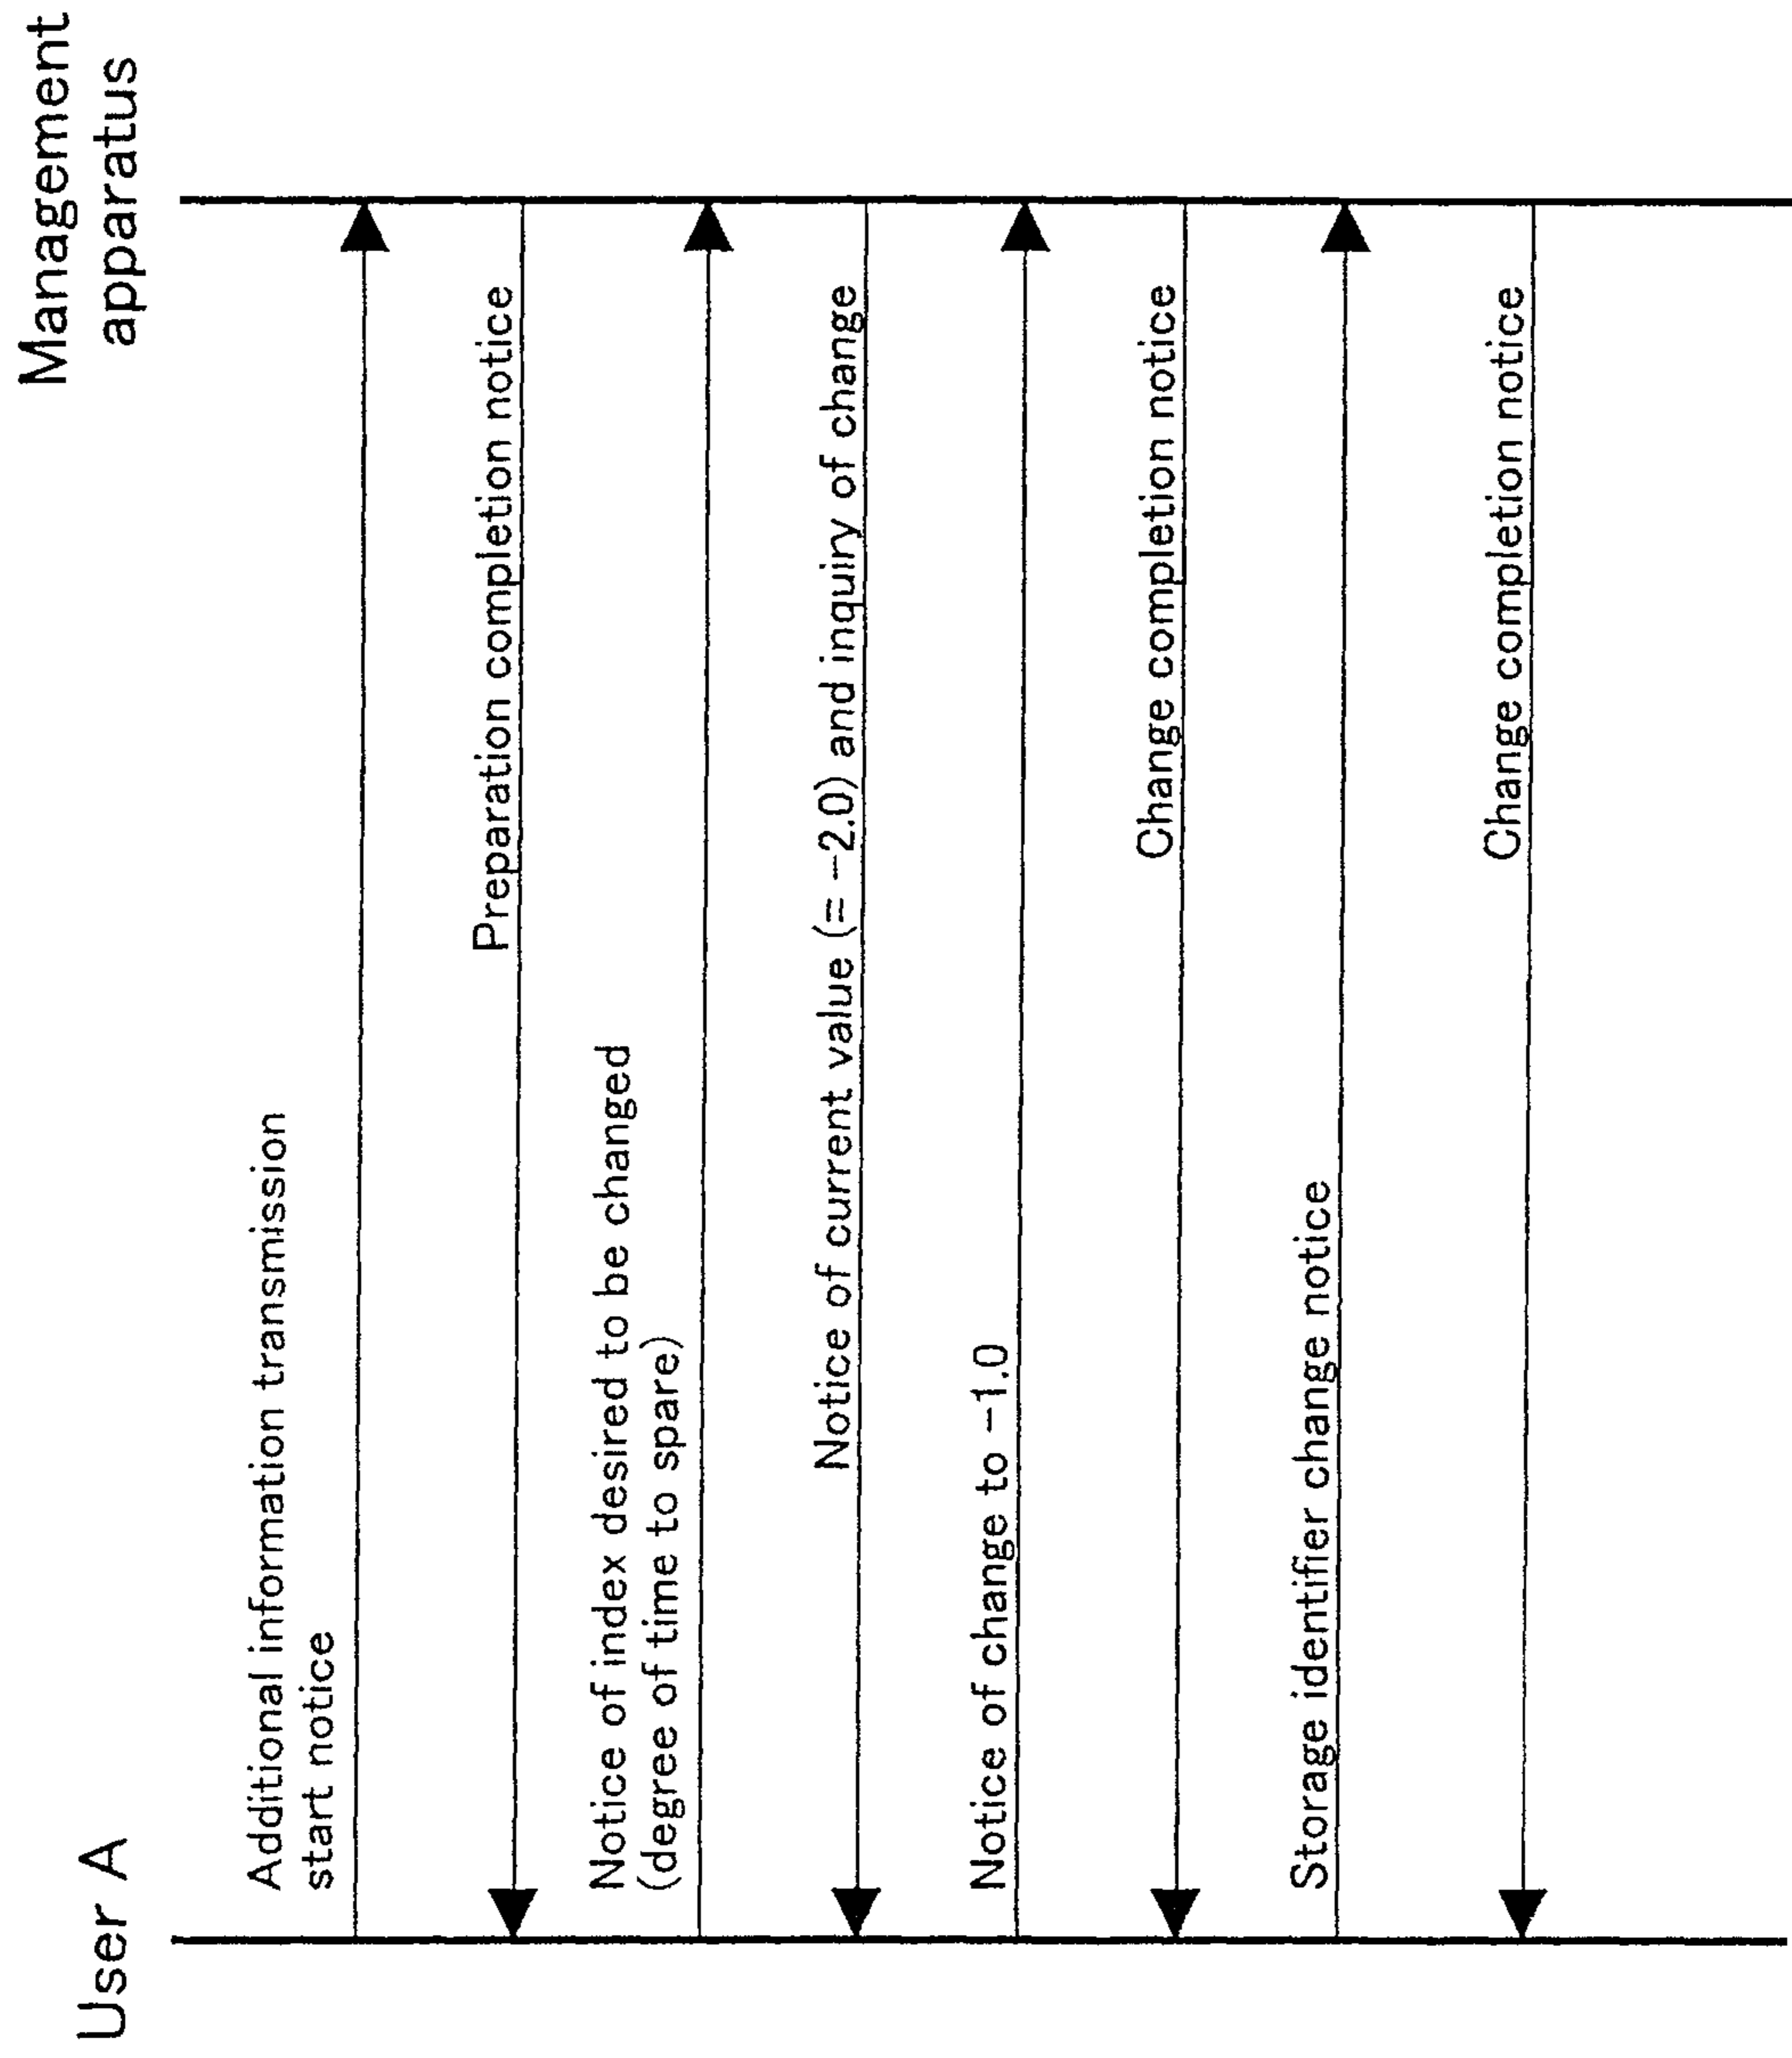 User A
Management
apparatus
Additional information transmission
start notice
Preparation completion notice
Notice of index desired to be changed
(degree of time to spare)
Notice of current value (= −2.0) and inquiry of change
Notice of change to −1.0
Change completion notice
Storage identifier change notice
Change completion notice